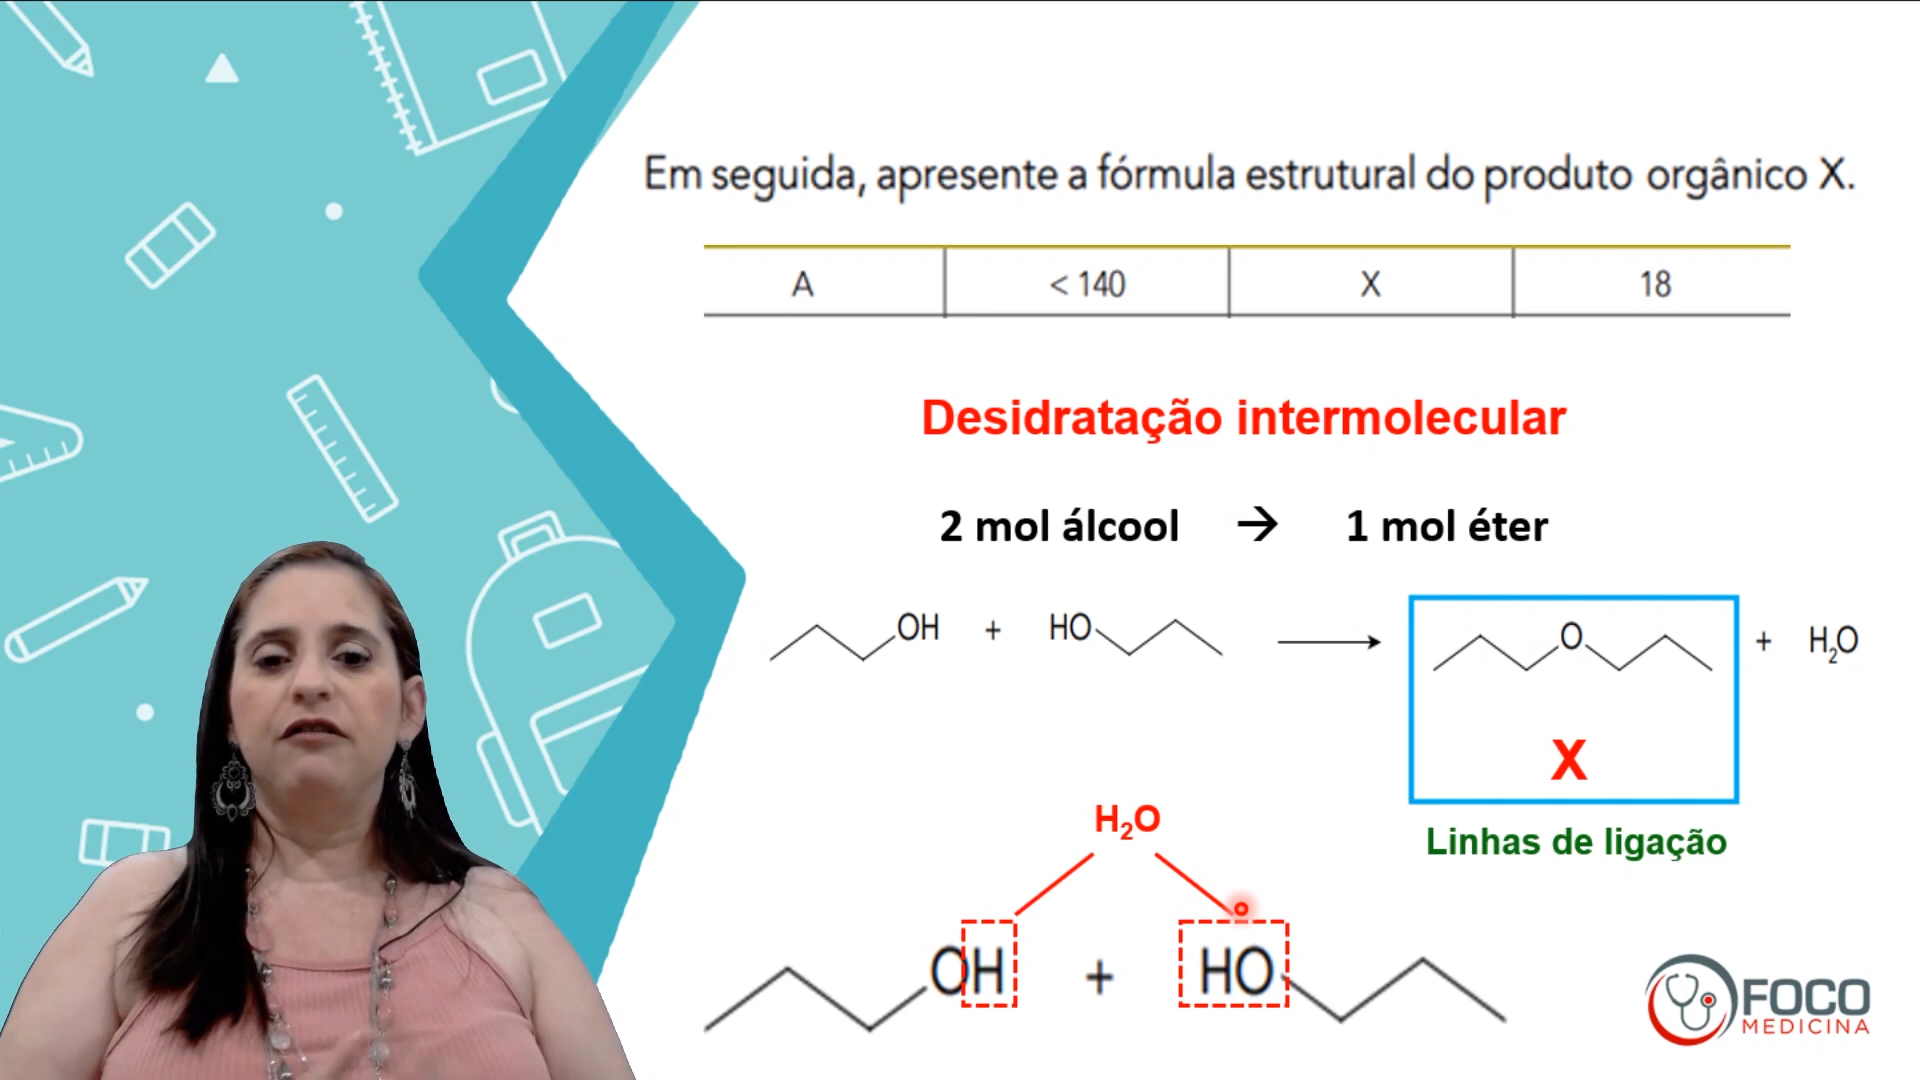 Em seguida, apresente a fórmula estrutural do produto orgânico X.
A < 140 X 18
Desidratação intermolecular
2 mol álcool → 1 mol éter
OH + HO → O + H₂O
X
Linhas de ligação
H₂O
OH + HO
FOCO
MEDICINA